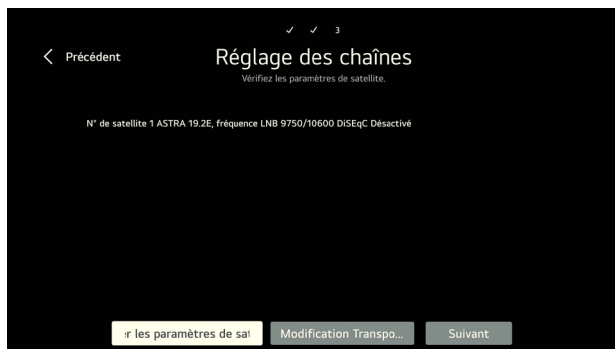 ✓ ✓ 3
Précédent
Réglage des chaînes
Vérifiez les paramètres de satellite.
N° de satellite 1 ASTRA 19.2E, fréquence LNB 9750/10600 DiSEqC Désactivé
er les paramètres de sat
Modification Transpo...
Suivant